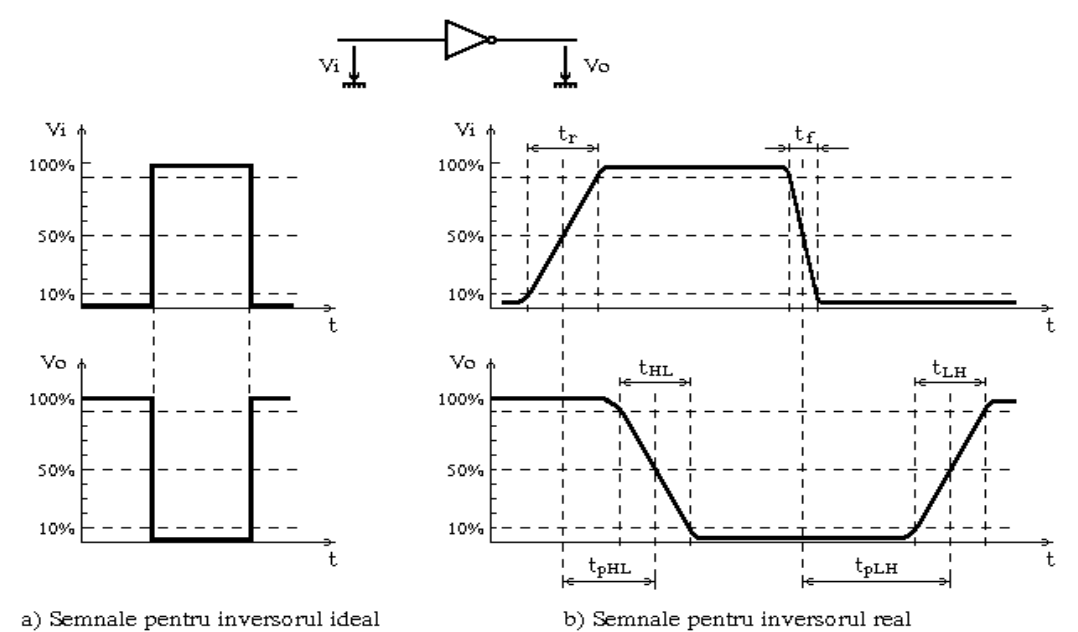 Vi Vo
Vi
100%
50%
10%
t
Vo
100%
50%
10%
t
a) Semnale pentru inversorul ideal
Vi
tr
tf
100%
50%
10%
t
Vo
tHL
tLH
100%
50%
10%
t
tpHL
tpLH
b) Semnale pentru inversorul real